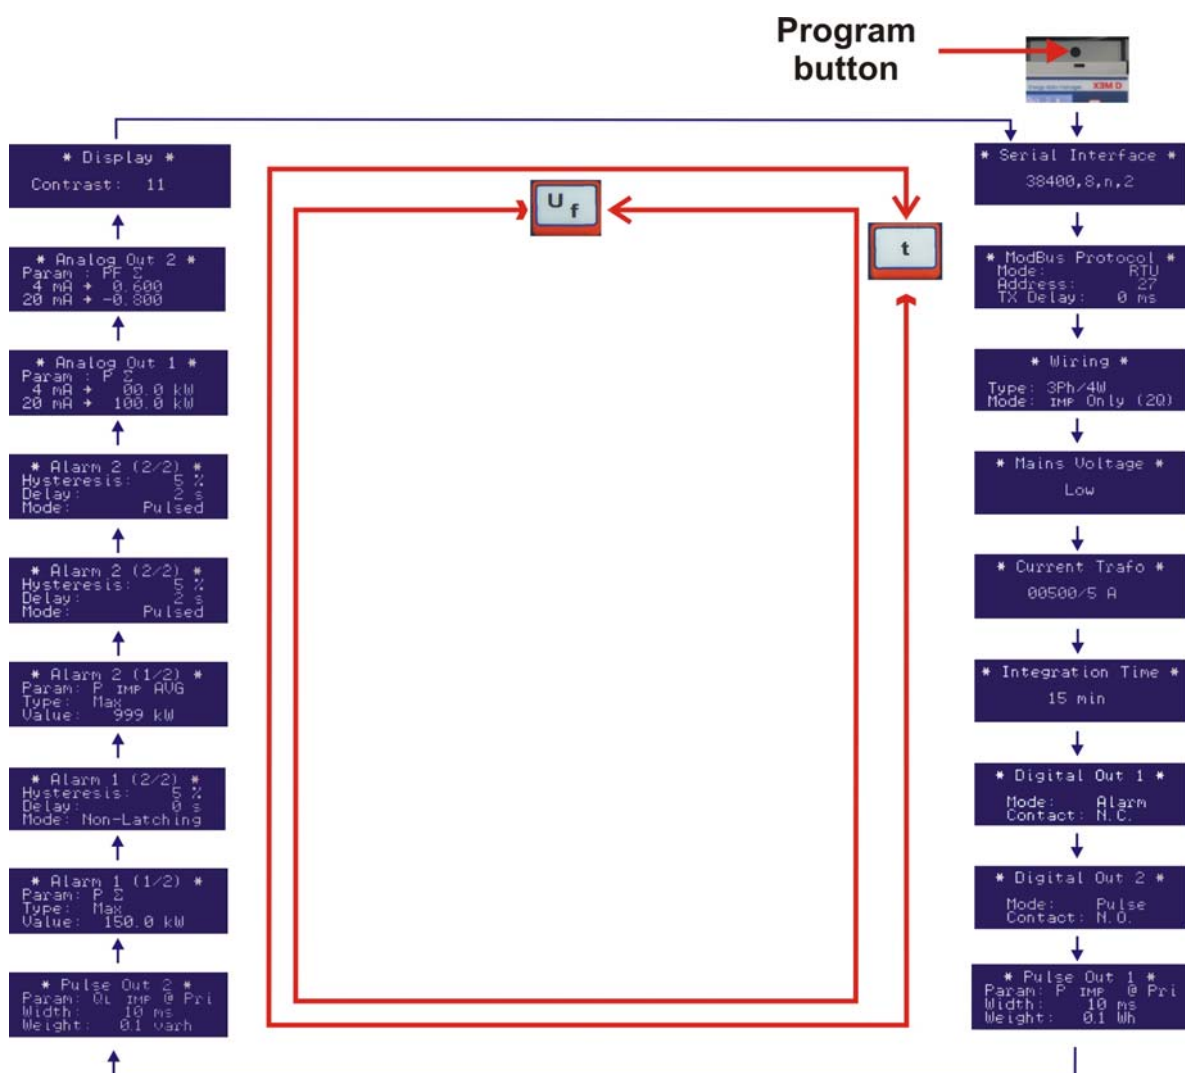 Program
button
Energy data manager X3M D
* Serial Interface *
38400,8,n,2
* ModBus Protocol *
Mode: RTU
Address: 27
TX Delay: 0 ms
* Wiring *
Type: 3Ph/4W
Mode: IMP Only (2Q)
* Mains Voltage *
Low
* Current Trafo *
00500/5 A
* Integration Time *
15 min
* Digital Out 1 *
Mode: Alarm
Contact: N.C.
* Digital Out 2 *
Mode: Pulse
Contact: N.O.
* Pulse Out 1 *
Param: P IMP @ Pri
Width: 10 ms
Weight: 0.1 Wh
* Pulse Out 2 *
Param: QL IMP @ Pri
Width: 10 ms
Weight: 0.1 varh
* Alarm 1 (1/2) *
Param: P Σ
Type: Max
Value: 150.0 kW
* Alarm 1 (2/2) *
Hysteresis: 5 %
Delay: 0 s
Mode: Non-Latching
* Alarm 2 (1/2) *
Param: P IMP AVG
Type: Max
Value: 999 kW
* Alarm 2 (2/2) *
Hysteresis: 5 %
Delay: 2 s
Mode: Pulsed
* Alarm 2 (2/2) *
Hysteresis: 5 %
Delay: 2 s
Mode: Pulsed
* Analog Out 1 *
Param : P Σ
4 mA → 00.0 kW
20 mA → 100.0 kW
* Analog Out 2 *
Param : PF Σ
4 mA → 0.600
20 mA → -0.800
* Display *
Contrast: 11
U f
t